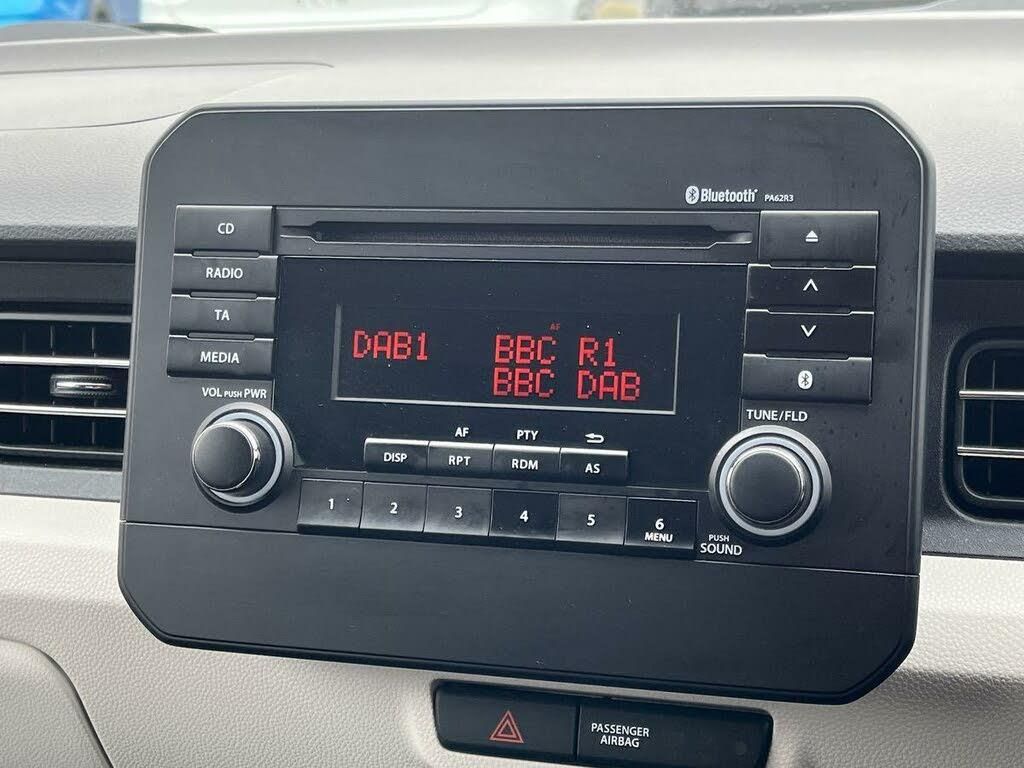 Bluetooth PA62R3
CD
RADIO
TA
MEDIA
VOL PUSH PWR
AF
DAB1 BBC R1
BBC DAB
TUNE/FLD
AF PTY
DISP RPT RDM AS
1 2 3 4 5 6
MENU
PUSH
SOUND
PASSENGER
AIRBAG